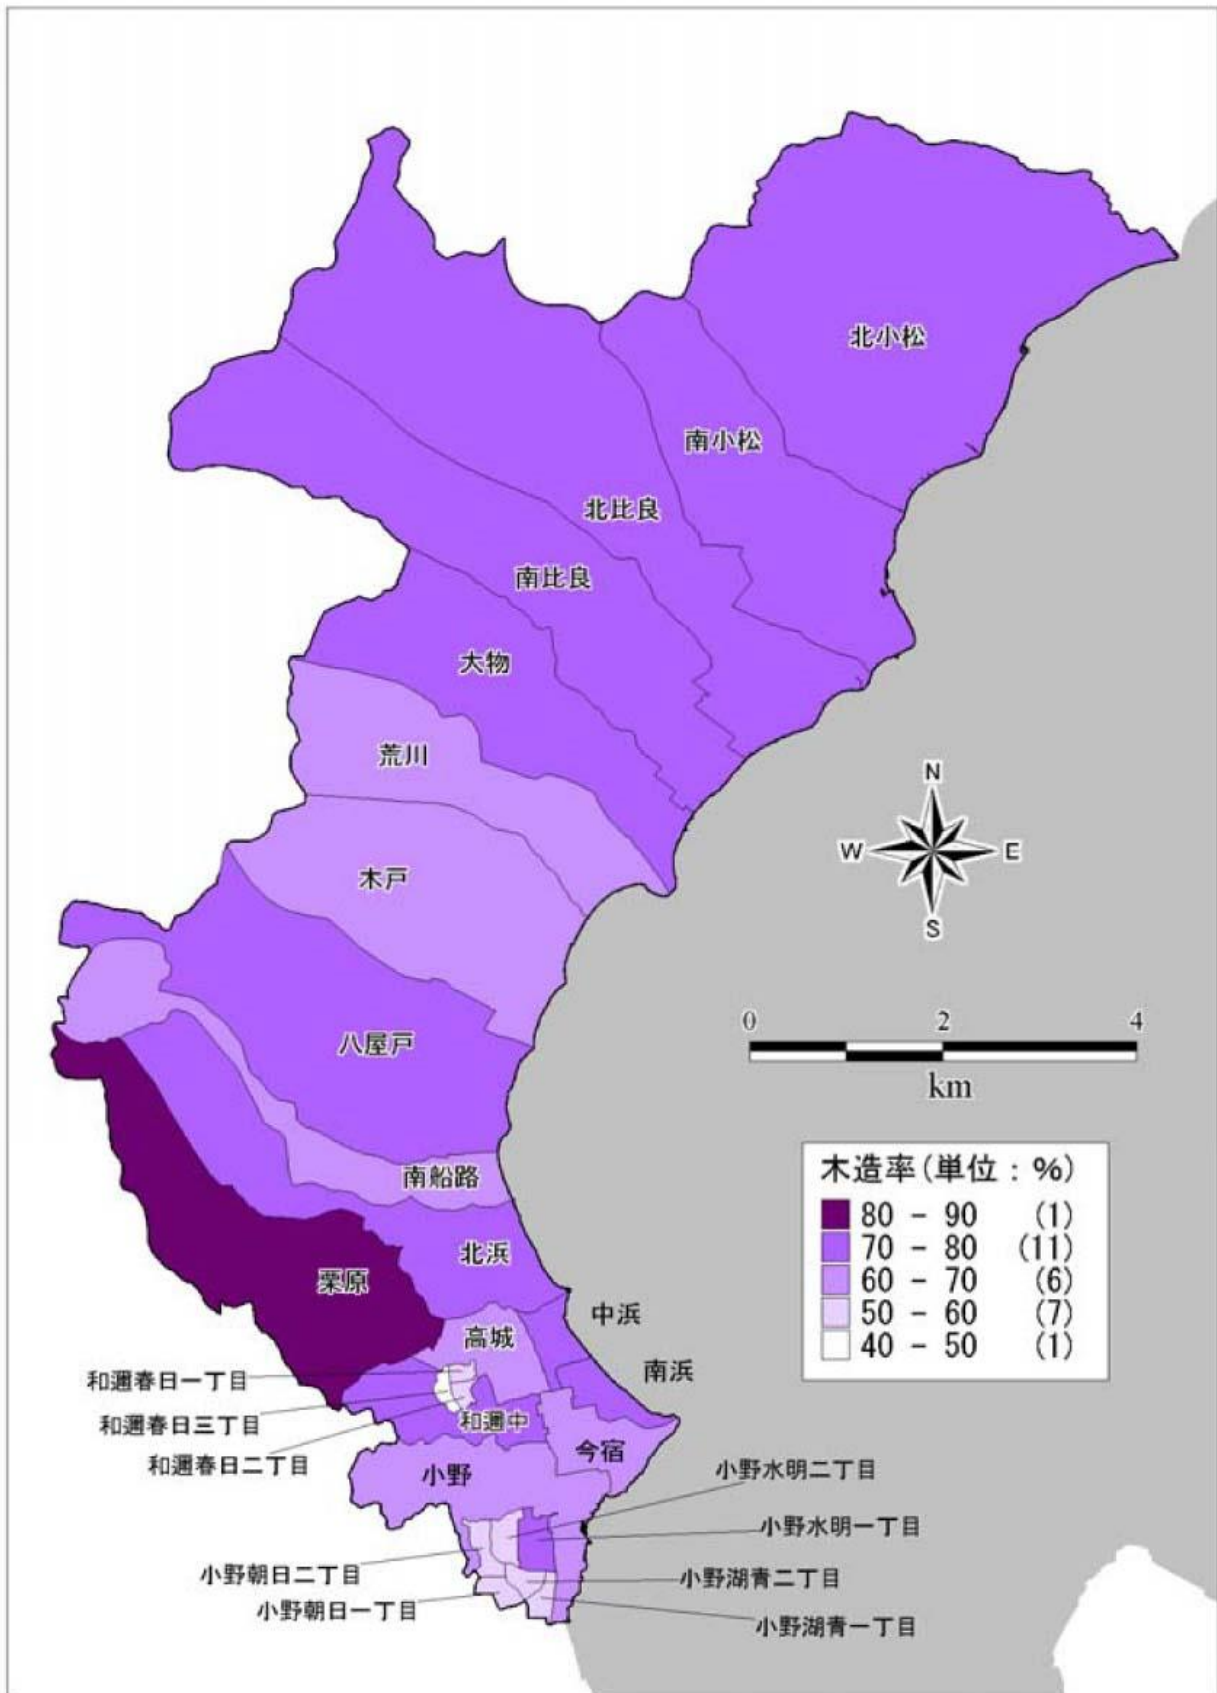 北小松
南小松
北比良
南比良
大物
荒川
木戸
八屋戸
南船路
北浜
栗原
中浜
高城
南浜
和邇春日一丁目
和邇春日三丁目
和邇中
和邇春日二丁目
今宿
小野
小野水明二丁目
小野水明一丁目
小野朝日二丁目
小野湖青二丁目
小野朝日一丁目
小野湖青一丁目
N
W E
S
0 2 4
km
木造率(単位:%)
80 - 90 (1)
70 - 80 (11)
60 - 70 (6)
50 - 60 (7)
40 - 50 (1)